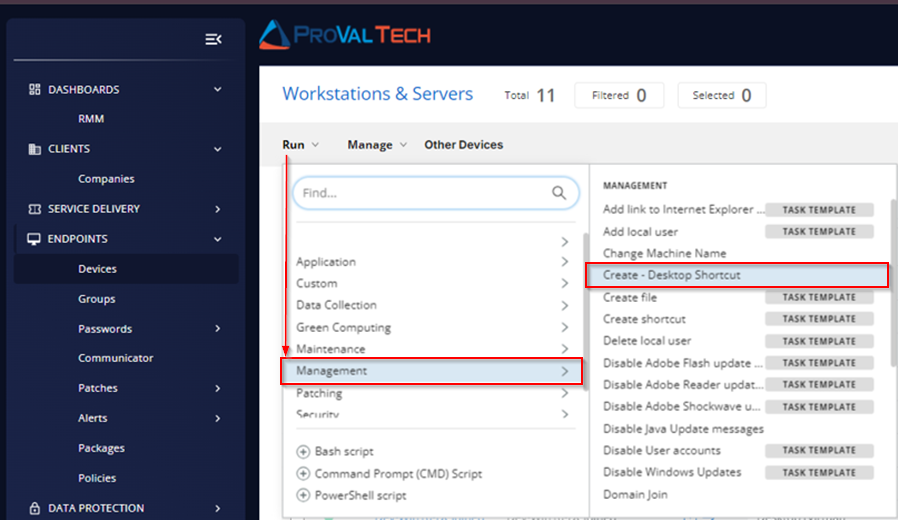 PROVAL TECH
DASHBOARDS
RMM
CLIENTS
Companies
SERVICE DELIVERY
ENDPOINTS
Devices
Groups
Passwords
Communicator
Patches
Alerts
Packages
Policies
DATA PROTECTION
Workstations & Servers Total 11 Filtered 0 Selected 0
Run Manage Other Devices
Find...
Application
Custom
Data Collection
Green Computing
Maintenance
Management
Patching
Security
Bash script
Command Prompt (CMD) Script
PowerShell script
MANAGEMENT
Add link to Internet Explorer ... TASK TEMPLATE
Add local user TASK TEMPLATE
Change Machine Name
Create - Desktop Shortcut
Create file TASK TEMPLATE
Create shortcut TASK TEMPLATE
Delete local user TASK TEMPLATE
Disable Adobe Flash update ... TASK TEMPLATE
Disable Adobe Reader updat... TASK TEMPLATE
Disable Adobe Shockwave u... TASK TEMPLATE
Disable Java Update messages
Disable User accounts TASK TEMPLATE
Disable Windows Updates TASK TEMPLATE
Domain Join